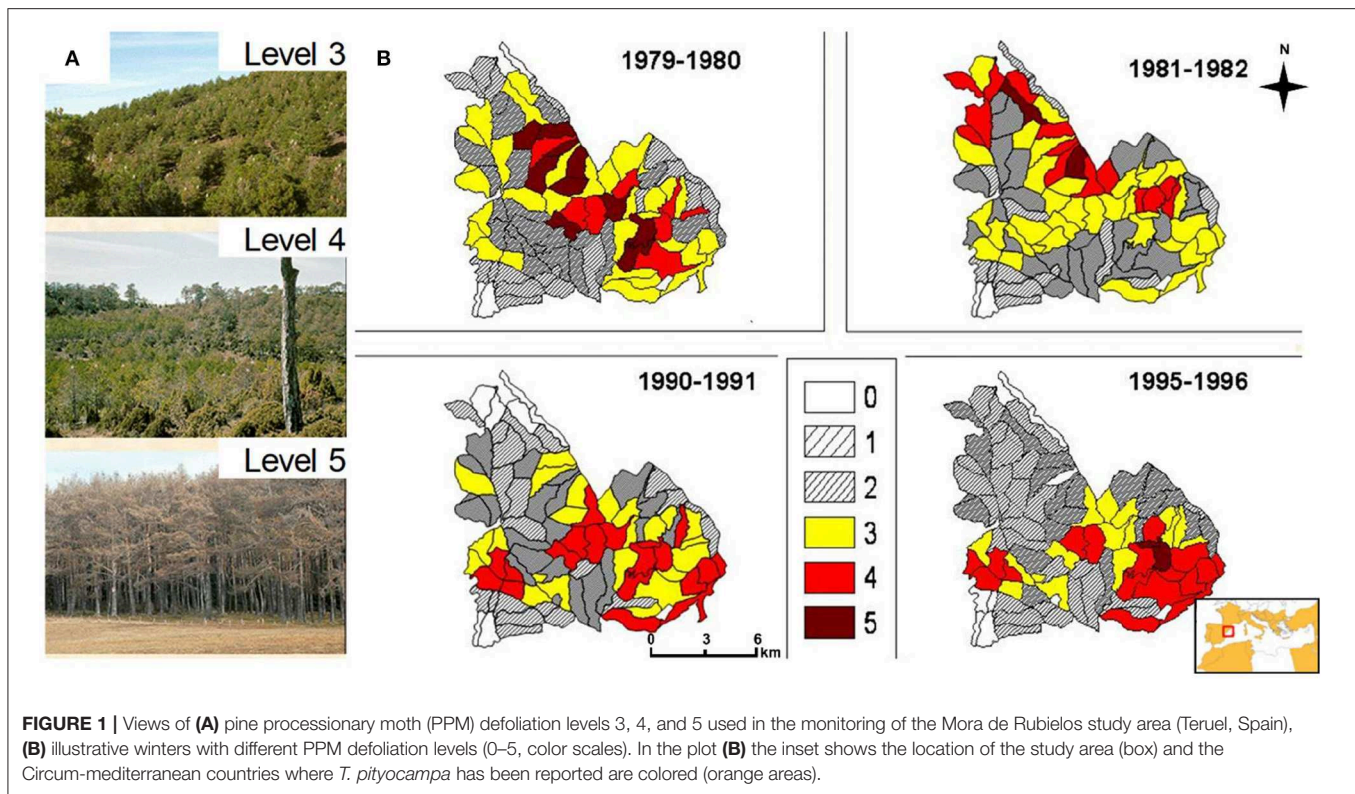 A
Level 3
Level 4
Level 5
B
1979-1980
1981-1982
N
1990-1991
0 3 6
km
0
1
2
3
4
5
1995-1996
FIGURE 1 | Views of (A) pine processionary moth (PPM) defoliation levels 3, 4, and 5 used in the monitoring of the Mora de Rubielos study area (Teruel, Spain),
(B) illustrative winters with different PPM defoliation levels (0–5, color scales). In the plot (B) the inset shows the location of the study area (box) and the
Circum-mediterranean countries where T. pityocampa has been reported are colored (orange areas).